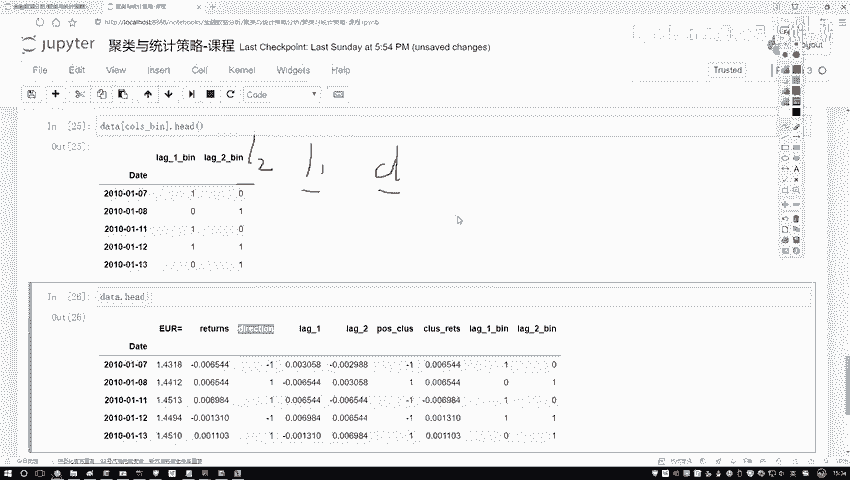 http://localhost:8888/notebooks/
jupyter 聚类与统计策略-课程 Last Checkpoint: Last Sunday at 5:54 PM (unsaved changes)
File Edit View Insert Cell Kernel Widgets Help
Trusted
Code
In [25]: data[cols_bin].head()
Out[25]:
lag_1_bin lag_2_bin
Date
2010-01-07 1 0
2010-01-08 0 1
2010-01-11 1 0
2010-01-12 1 1
2010-01-13 0 1
l2 l1 d
In [26]: data.head
Out[26]:
EUR= returns direction lag_1 lag_2 pos_clus clus_rets lag_1_bin lag_2_bin
Date
2010-01-07 1.4318 -0.006544 -1 0.003058 -0.002988 -1 0.006544 1 0
2010-01-08 1.4412 0.006544 1 -0.006544 0.003058 1 0.006544 0 1
2010-01-11 1.4513 0.006984 1 0.006544 -0.006544 -1 -0.006984 1 0
2010-01-12 1.4494 -0.001310 -1 0.006984 0.006544 -1 0.001310 1 1
2010-01-13 1.4510 0.001103 1 -0.001310 0.006984 1 0.001103 0 1